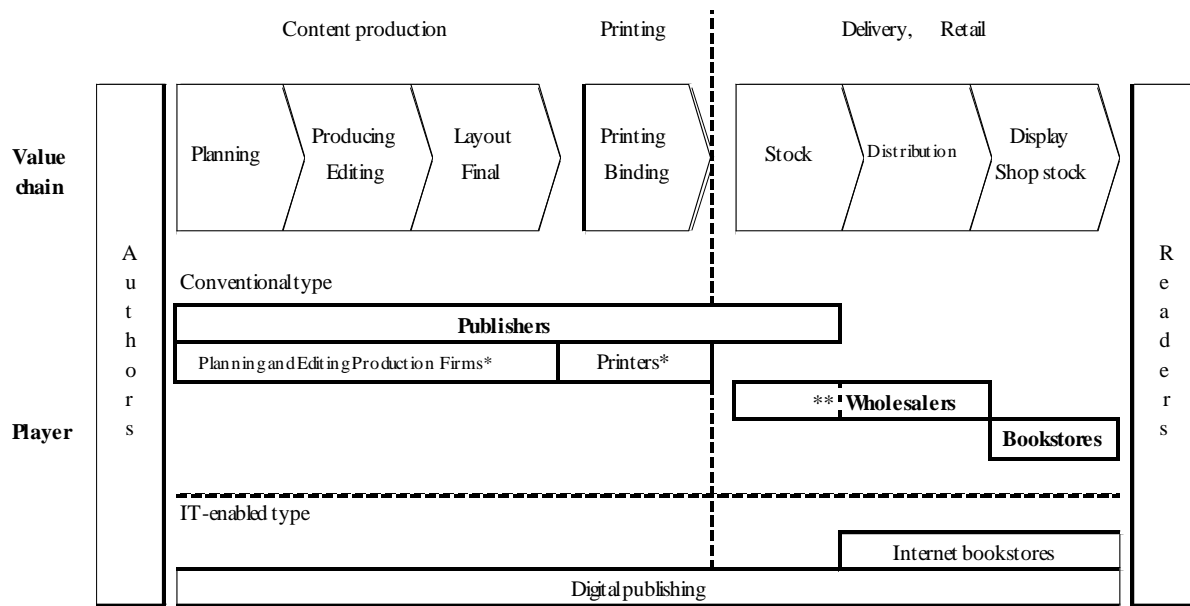 Content production
Printing
Delivery, Retail
Value
chain
Planning
Producing
Editing
Layout
Final
Printing
Binding
Stock
Distribution
Display
Shop stock
Authors
Readers
Conventional type
Publishers
Planning and Editing Production Firms*
Printers*
** Wholesalers
Bookstores
Player
IT-enabled type
Internet bookstores
Digital publishing